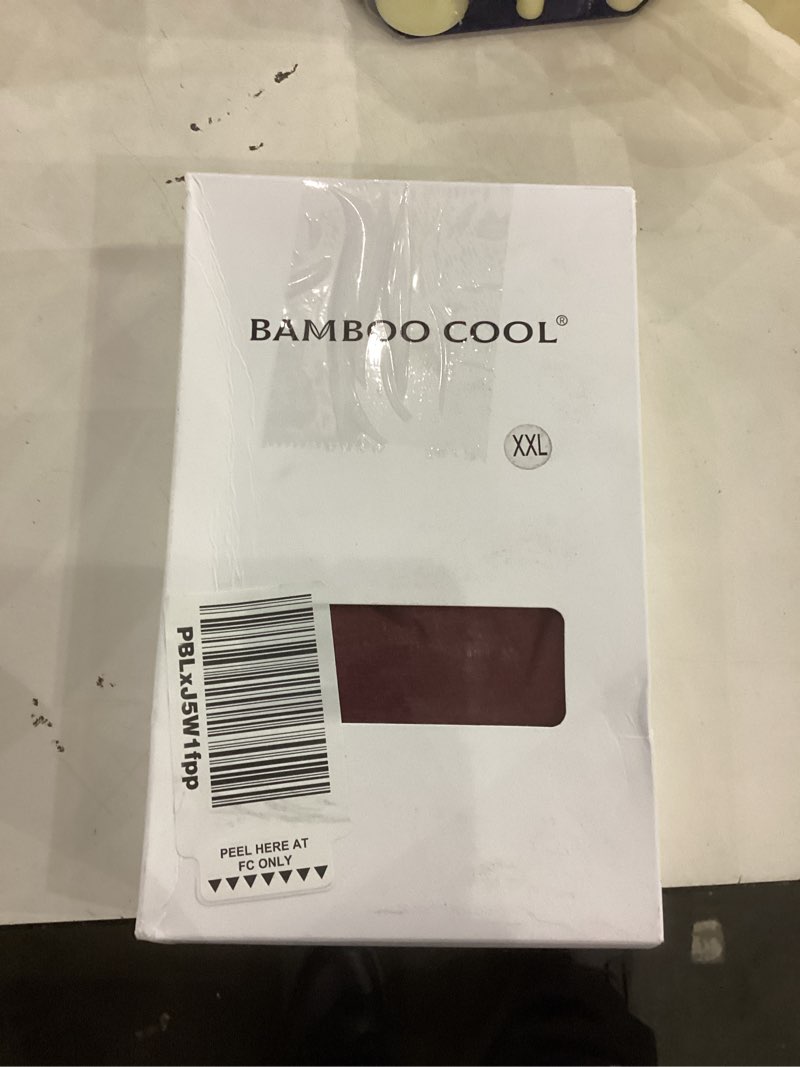 BAMBOO COOL®
XXL
PBLxJ5W1fpp
PEEL HERE AT
FC ONLY